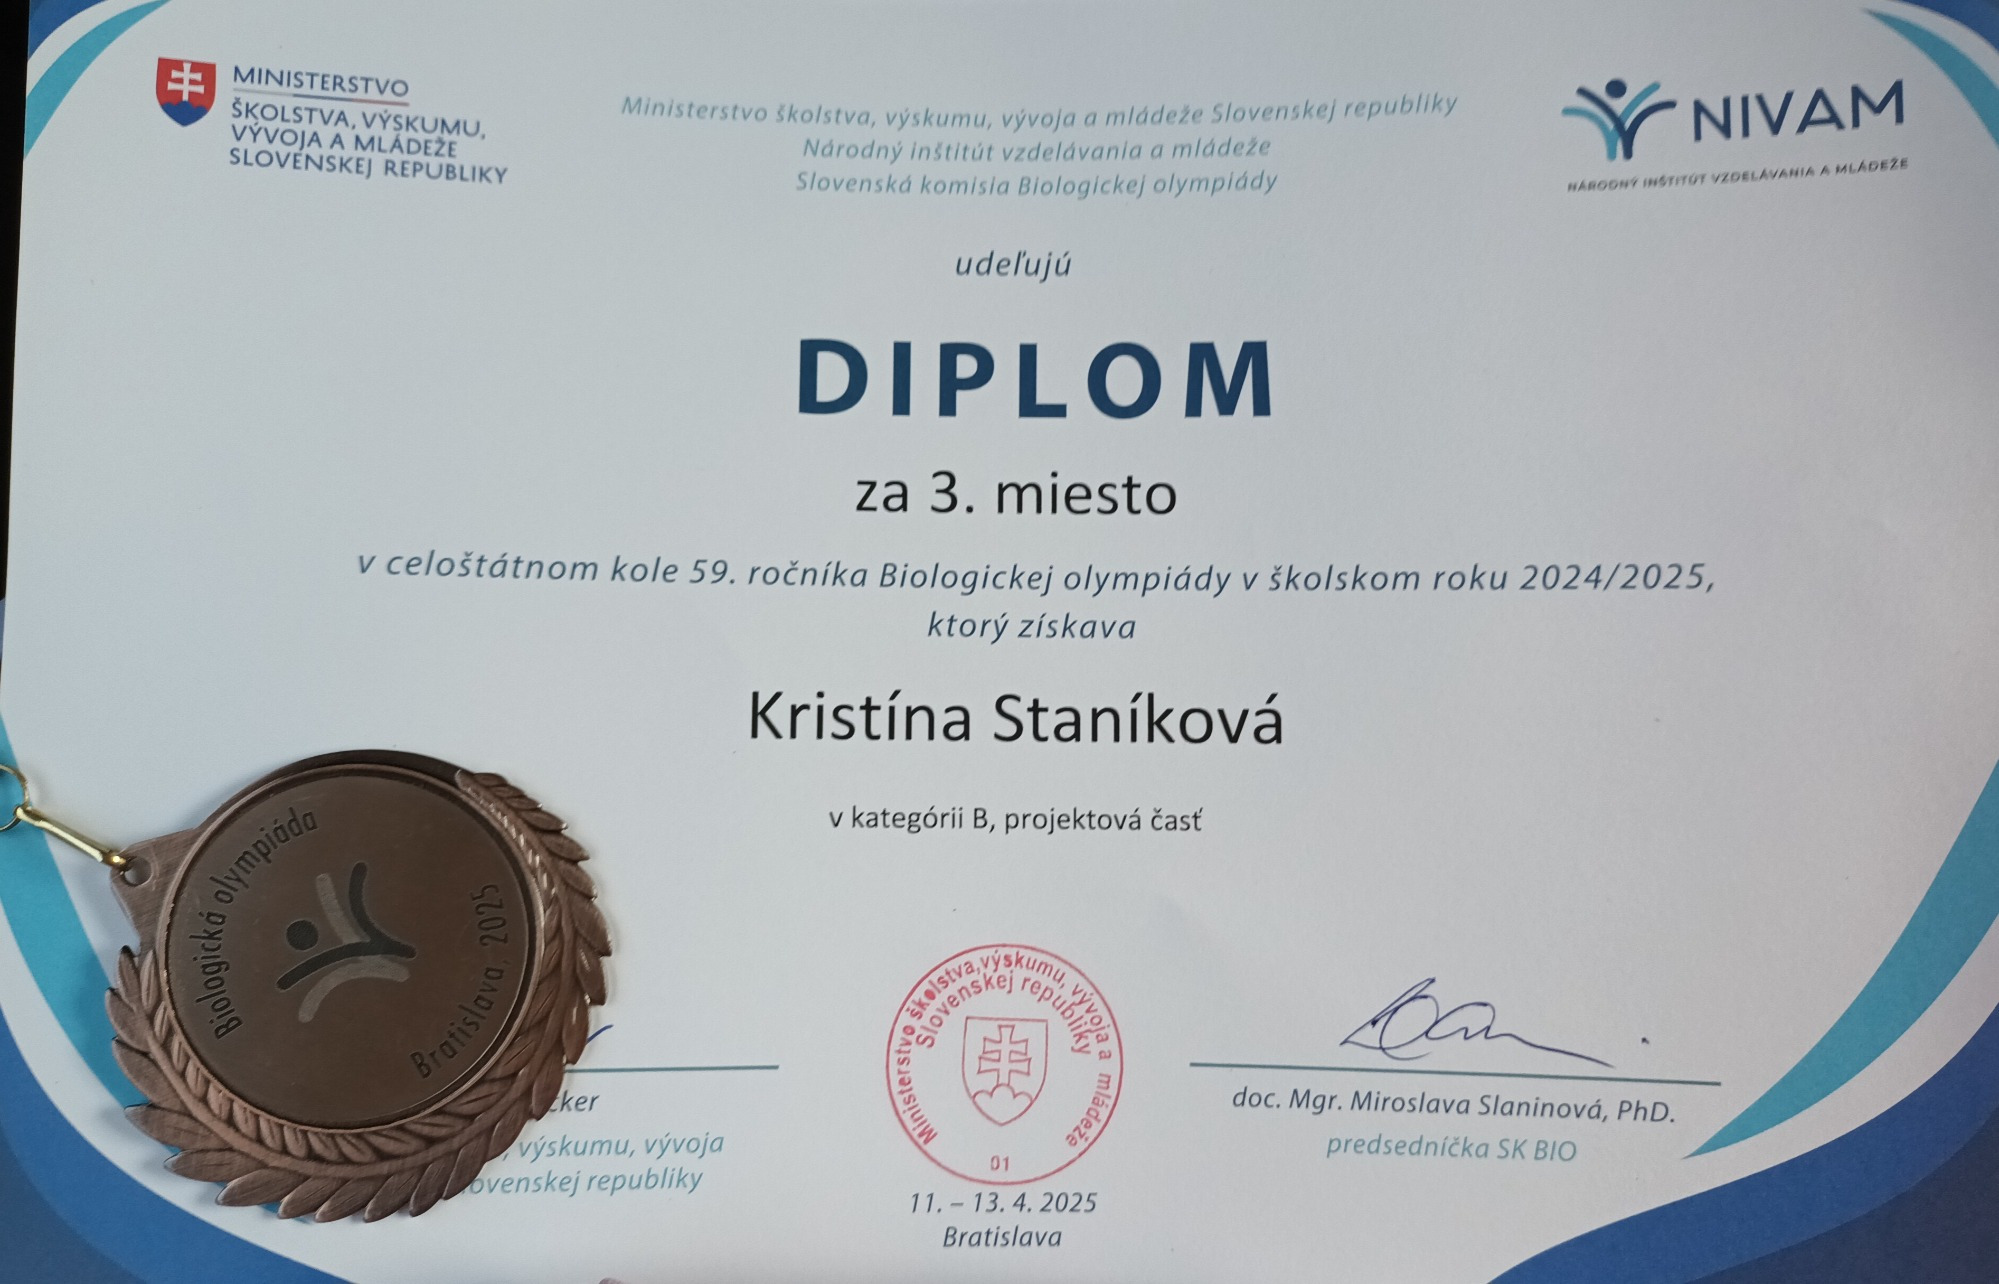 MINISTERSTVO
ŠKOLSTVA, VÝSKUMU,
VÝVOJA A MLÁDEŽE
SLOVENSKEJ REPUBLIKY
Ministerstvo školstva, výskumu, vývoja a mládeže Slovenskej republiky
Národný inštitút vzdelávania a mládeže
Slovenská komisia Biologickej olympiády
NIVAM
NÁRODNÝ INŠTITÚT VZDELÁVANIA A MLÁDEŽE
udeľujú
DIPLOM
za 3. miesto
v celoštátnom kole 59. ročníka Biologickej olympiády v školskom roku 2024/2025,
ktorý získava
Kristína Staníková
v kategórii B, projektová časť
Biologická olympiáda
Bratislava, 2025
výskumu, vývoja
republiky
Ministerstvo školstva, výskumu, vývoja a mládeže
Slovenskej republiky
01
11. – 13. 4. 2025
Bratislava
doc. Mgr. Miroslava Slaninová, PhD.
predsedníčka SK BIO